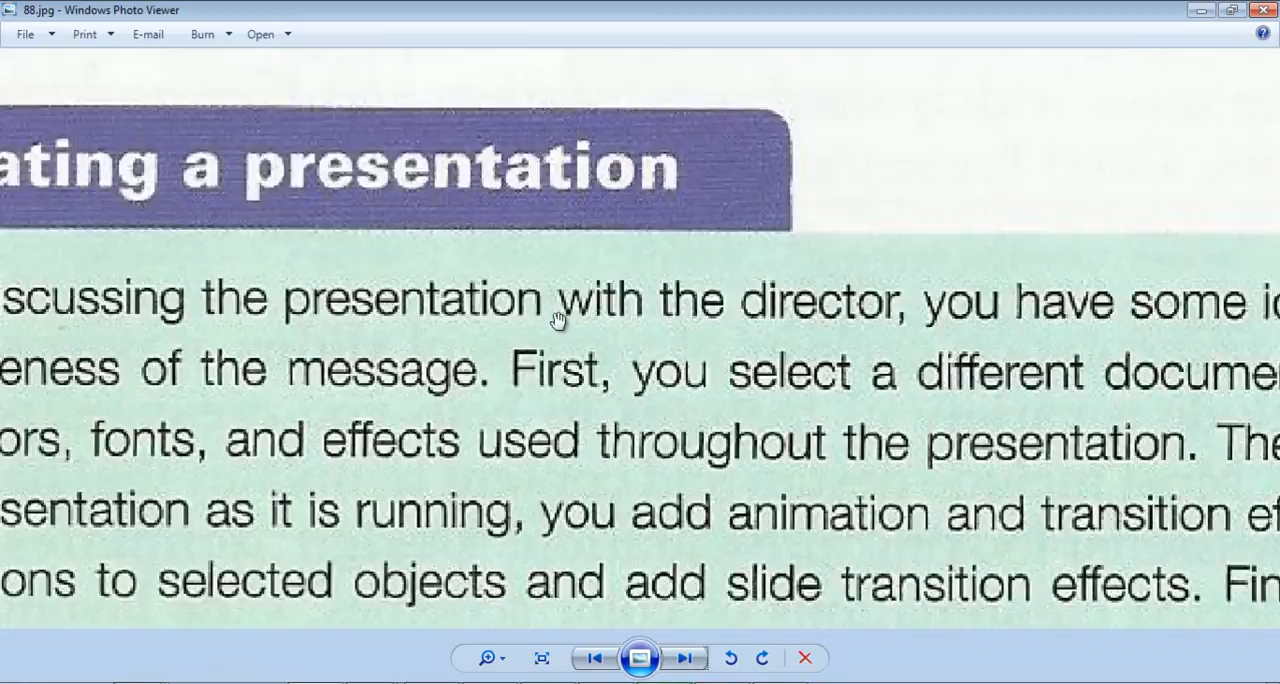 88.jpg - Windows Photo Viewer
File Print E-mail Burn Open
ating a presentation
scussing the presentation with the director, you have some
eness of the message. First, you select a different docume
ors, fonts, and effects used throughout the presentation. The
sentation as it is running, you add animation and transition ef
ons to selected objects and add slide transition effects. Fin